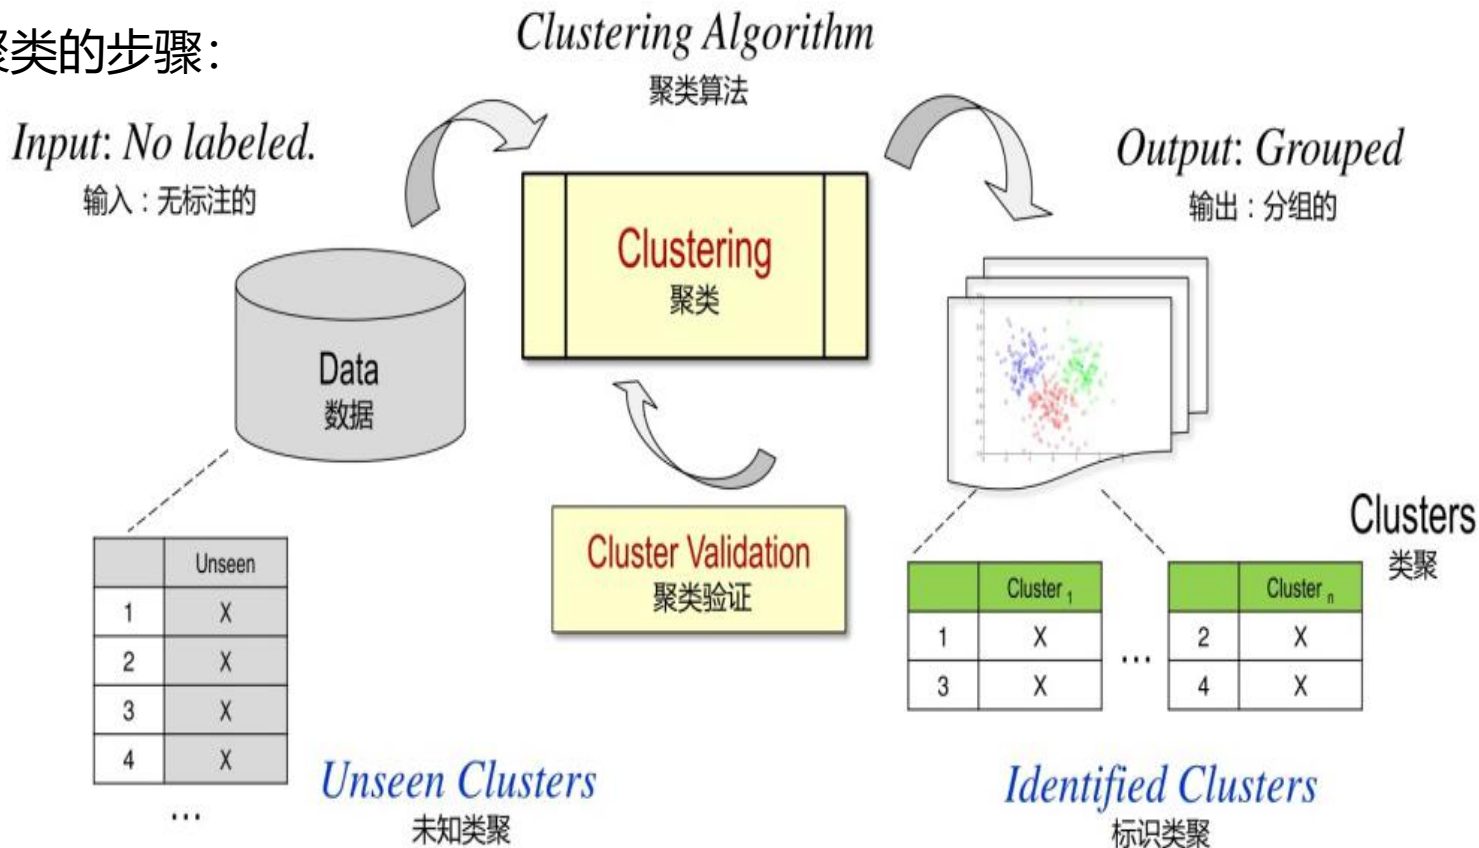 聚类的步骤：
Clustering Algorithm
聚类算法
Input: No labeled.
输入：无标注的
Output: Grouped
输出：分组的
Clustering
聚类
Data
数据
Cluster Validation
聚类验证
Clusters
类聚
Unseen
1 X
2 X
3 X
4 X
...
Cluster 1
1 X
3 X
...
Cluster n
2 X
4 X
Unseen Clusters
未知类聚
Identified Clusters
标识类聚